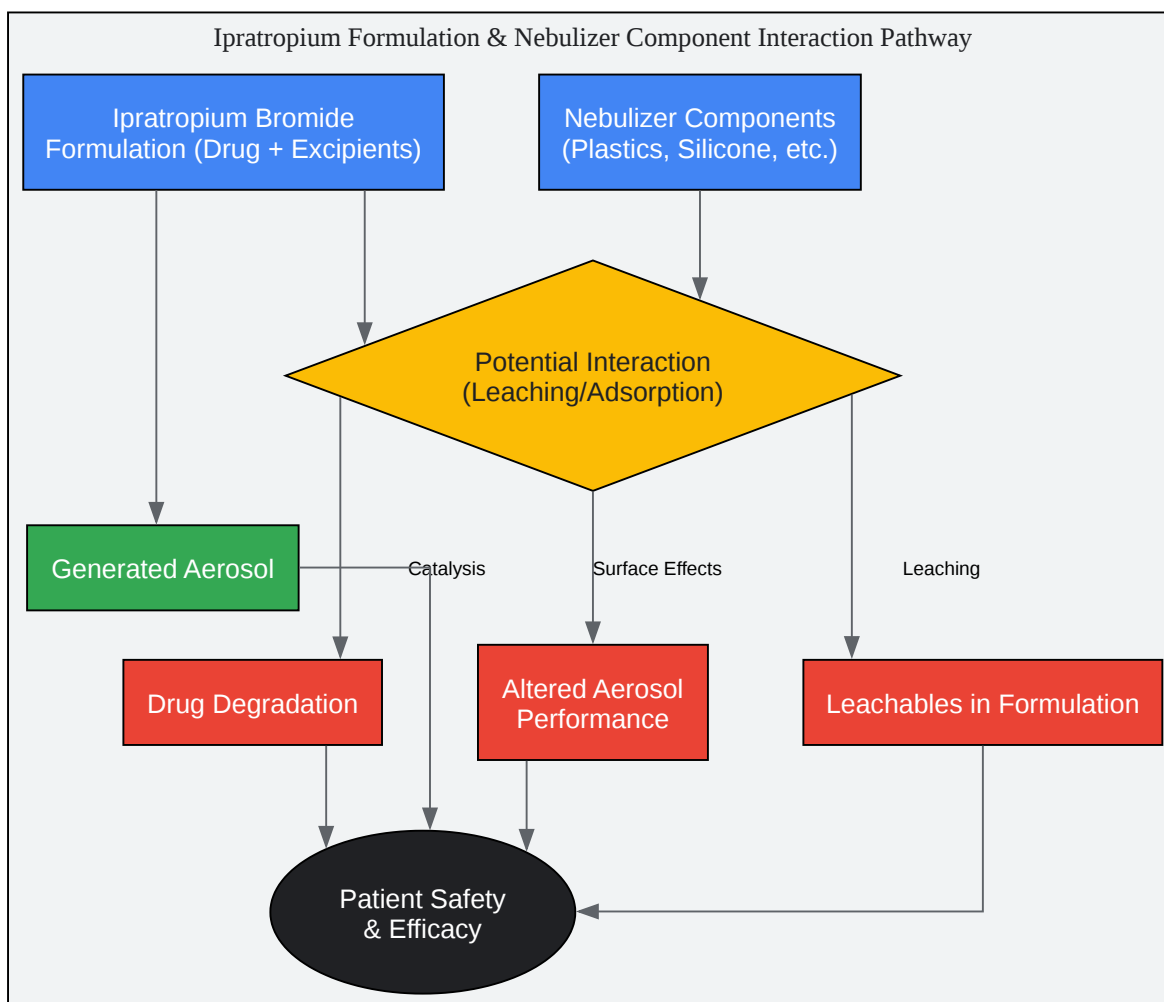 Ipratropium Formulation & Nebulizer Component Interaction Pathway
Ipratropium Bromide
Formulation (Drug + Excipients)
Nebulizer Components
(Plastics, Silicone, etc.)
Potential Interaction
(Leaching/Adsorption)
Generated Aerosol
Catalysis
Surface Effects
Leaching
Drug Degradation
Altered Aerosol
Performance
Leachables in Formulation
Patient Safety
& Efficacy